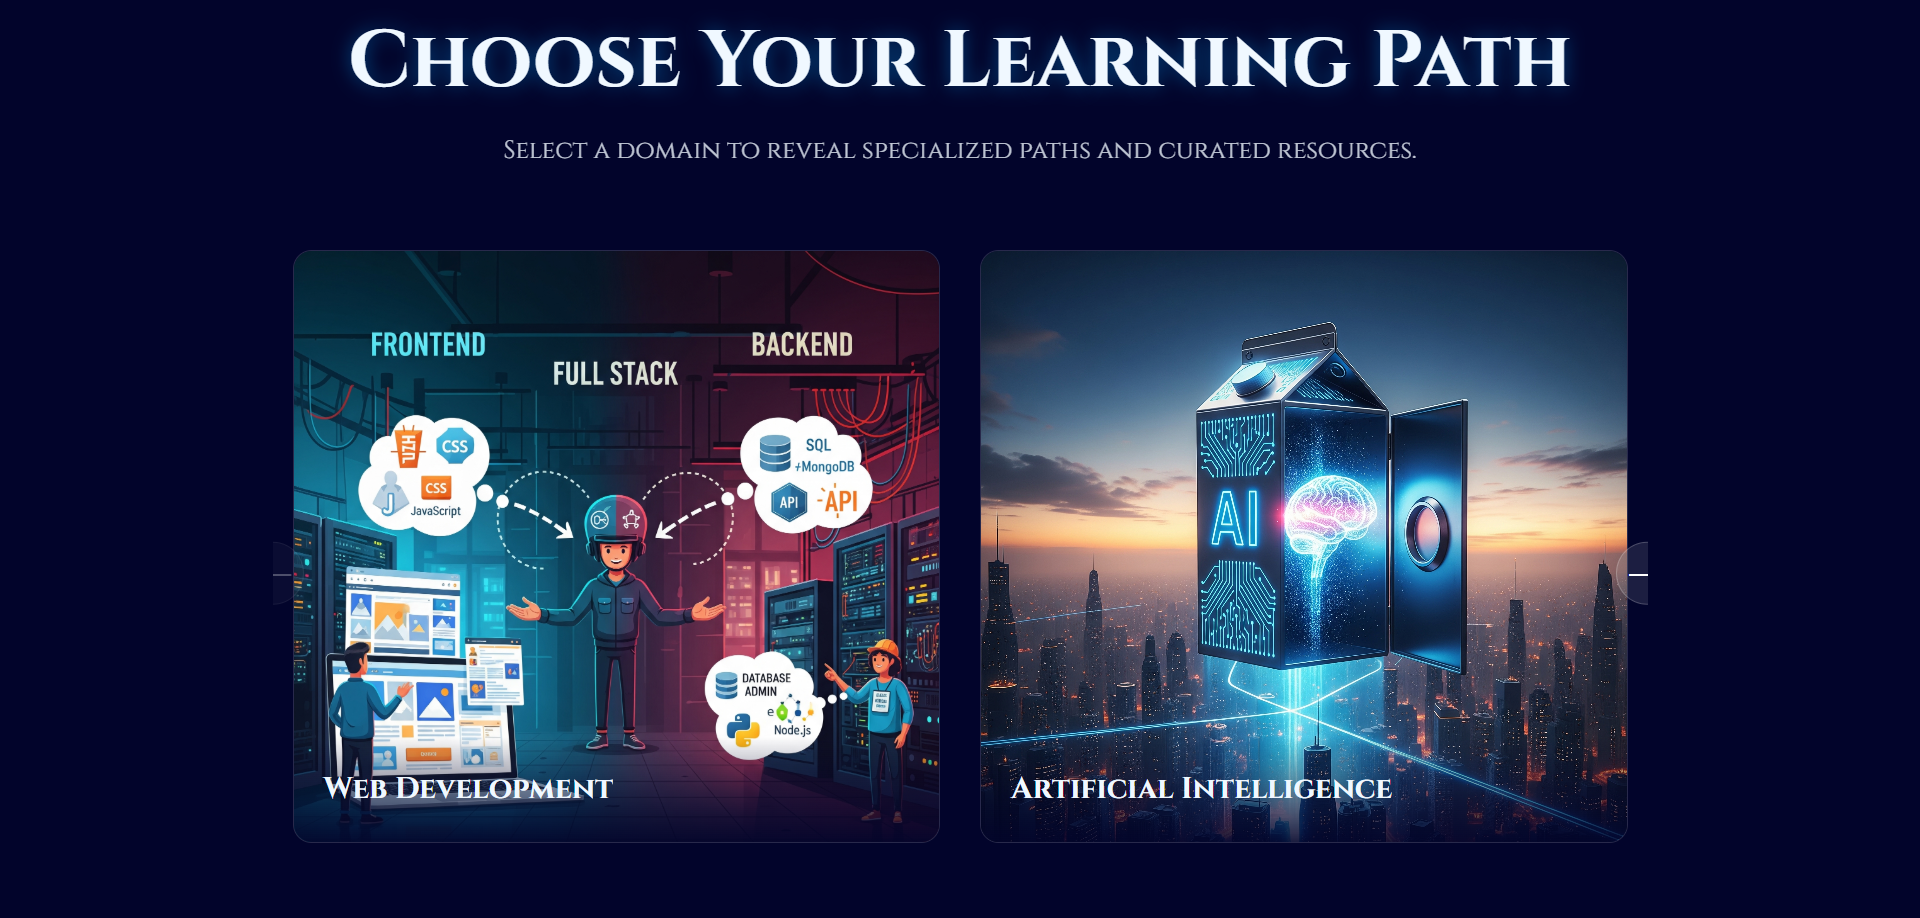 Choose Your Learning Path
Select a domain to reveal specialized paths and curated resources.
FRONTEND
BACKEND
FULL STACK
CSS
CSS
JavaScript
SQL
+MongoDB
API
API
AI
DATABASE
ADMIN
e
Node.js
Web Development
Artificial Intelligence